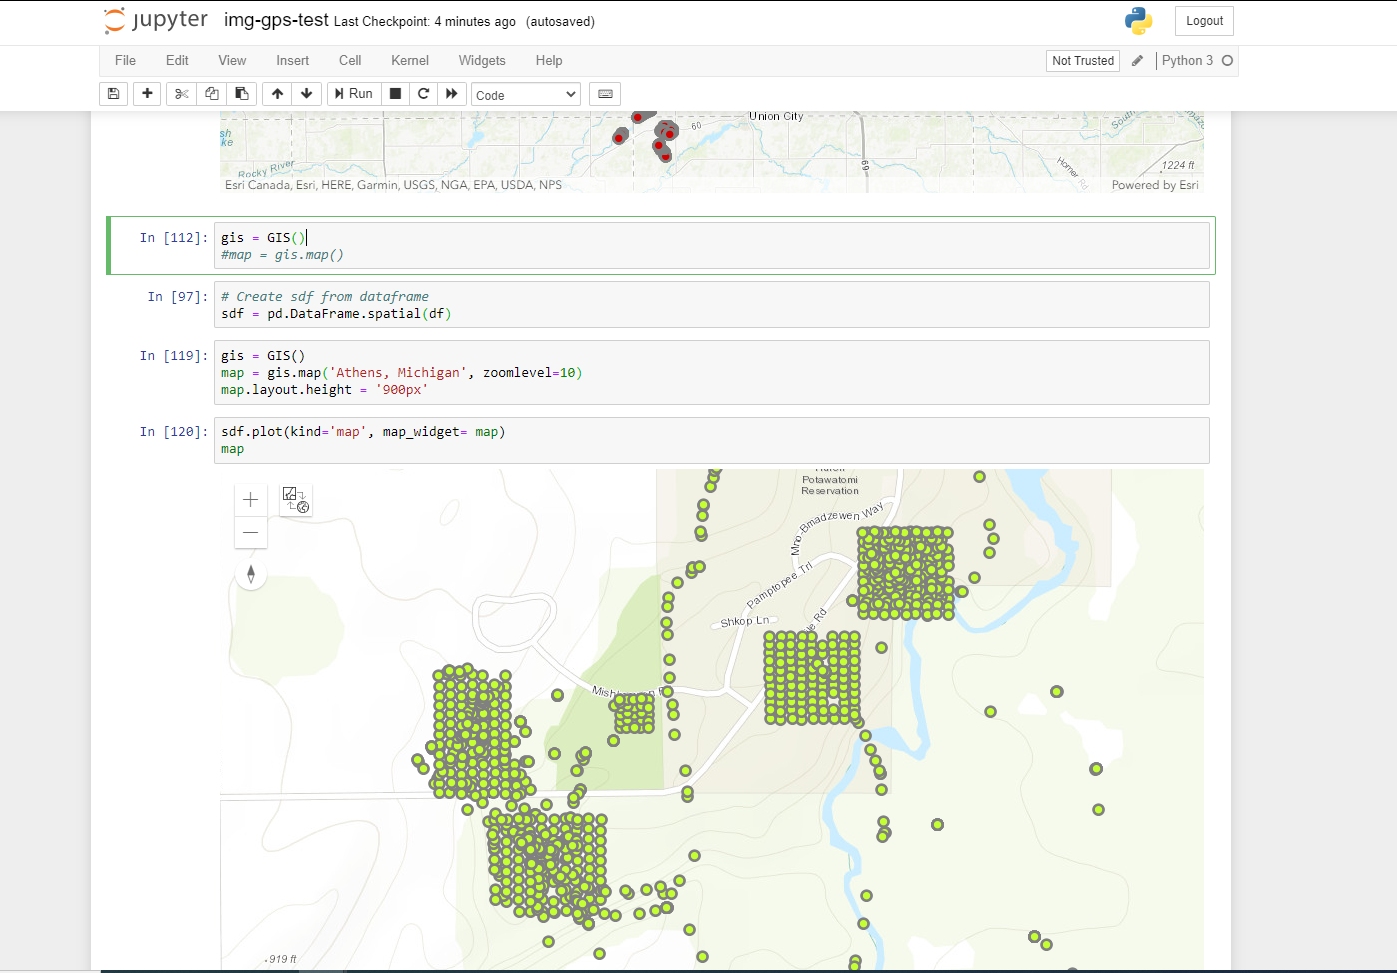 jupyter img-gps-test Last Checkpoint: 4 minutes ago (autosaved)
Logout
File Edit View Insert Cell Kernel Widgets Help
Not Trusted
Python 3
Run
Code
Union City
60
69
Rocky River
Horner Rd
1224 ft
Esri Canada, Esri, HERE, Garmin, USGS, NGA, EPA, USDA, NPS
Powered by Esri
In [112]: gis = GIS()
#map = gis.map()
In [97]: # Create sdf from dataframe
sdf = pd.DataFrame.spatial(df)
In [119]: gis = GIS()
map = gis.map('Athens, Michigan', zoomlevel=10)
map.layout.height = '900px'
In [120]: sdf.plot(kind='map', map_widget= map)
map
Potawatomi
Reservation
Mno-Bmadzewen Way
Pamptopee Trl
Shkop Ln
Rd
919 ft